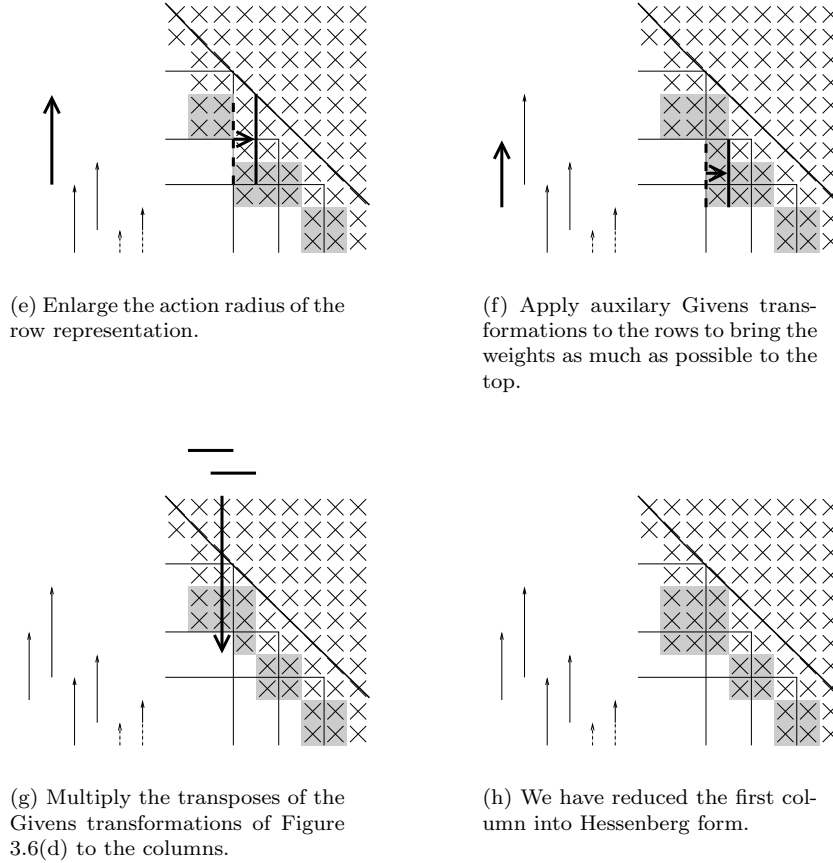 (e) Enlarge the action radius of the
row representation.
(f) Apply auxilary Givens trans-
formations to the rows to bring the
weights as much as possible to the
top.
(g) Multiply the transposes of the
Givens transformations of Figure
3.6(d) to the columns.
(h) We have reduced the first col-
umn into Hessenberg form.